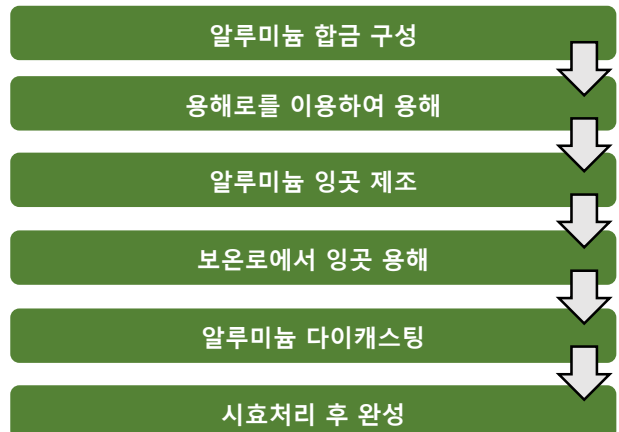 알루미늄 합금 구성
용해로를 이용하여 용해
알루미늄 잉곳 제조
보온로에서 잉곳 용해
알루미늄 다이캐스팅
시효처리 후 완성